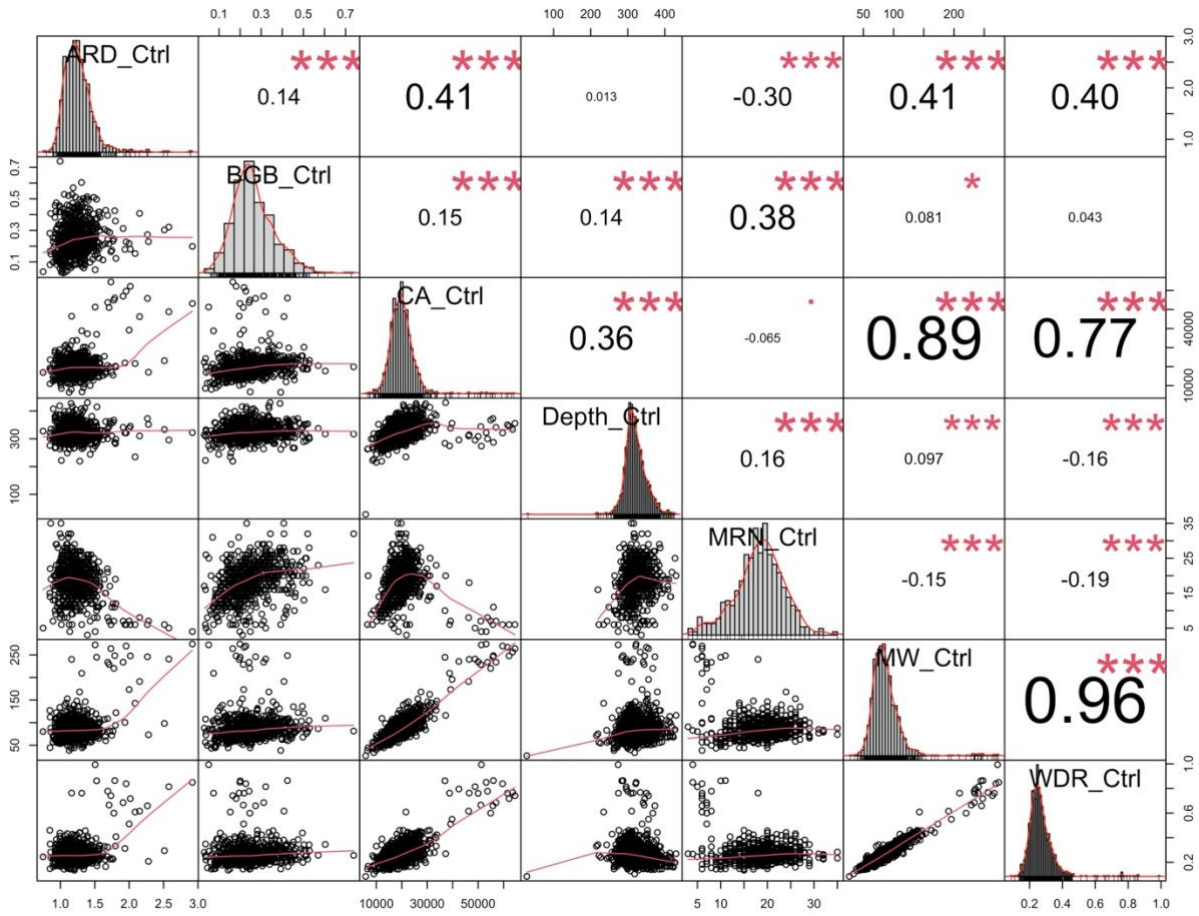 0.1 0.3 0.5 0.7 100 200 300 400 50 100 200
ARD_Ctrl *** *** *** *** *** 3.0
0.14 0.41 0.013 -0.30 0.41 0.40 2.0
1.0
0.7 BGB_Ctrl *** *** *** *
0.5
0.3 0.15 0.14 0.38 0.081 0.043
0.1
CA_Ctrl *** . *** ***
0.36 -0.065 0.89 0.77 40000
10000
Depth_Ctrl *** *** ***
300 0.16 0.097 -0.16
100
MRN_Ctrl *** *** 35
25
-0.15 -0.19 15
5
250 MW_Ctrl ***
150 0.96
50
WDR_Ctrl 1.0
0.6
0.2
1.0 1.5 2.0 2.5 3.0 10000 30000 50000 5 10 20 30 0.2 0.4 0.6 0.8 1.0